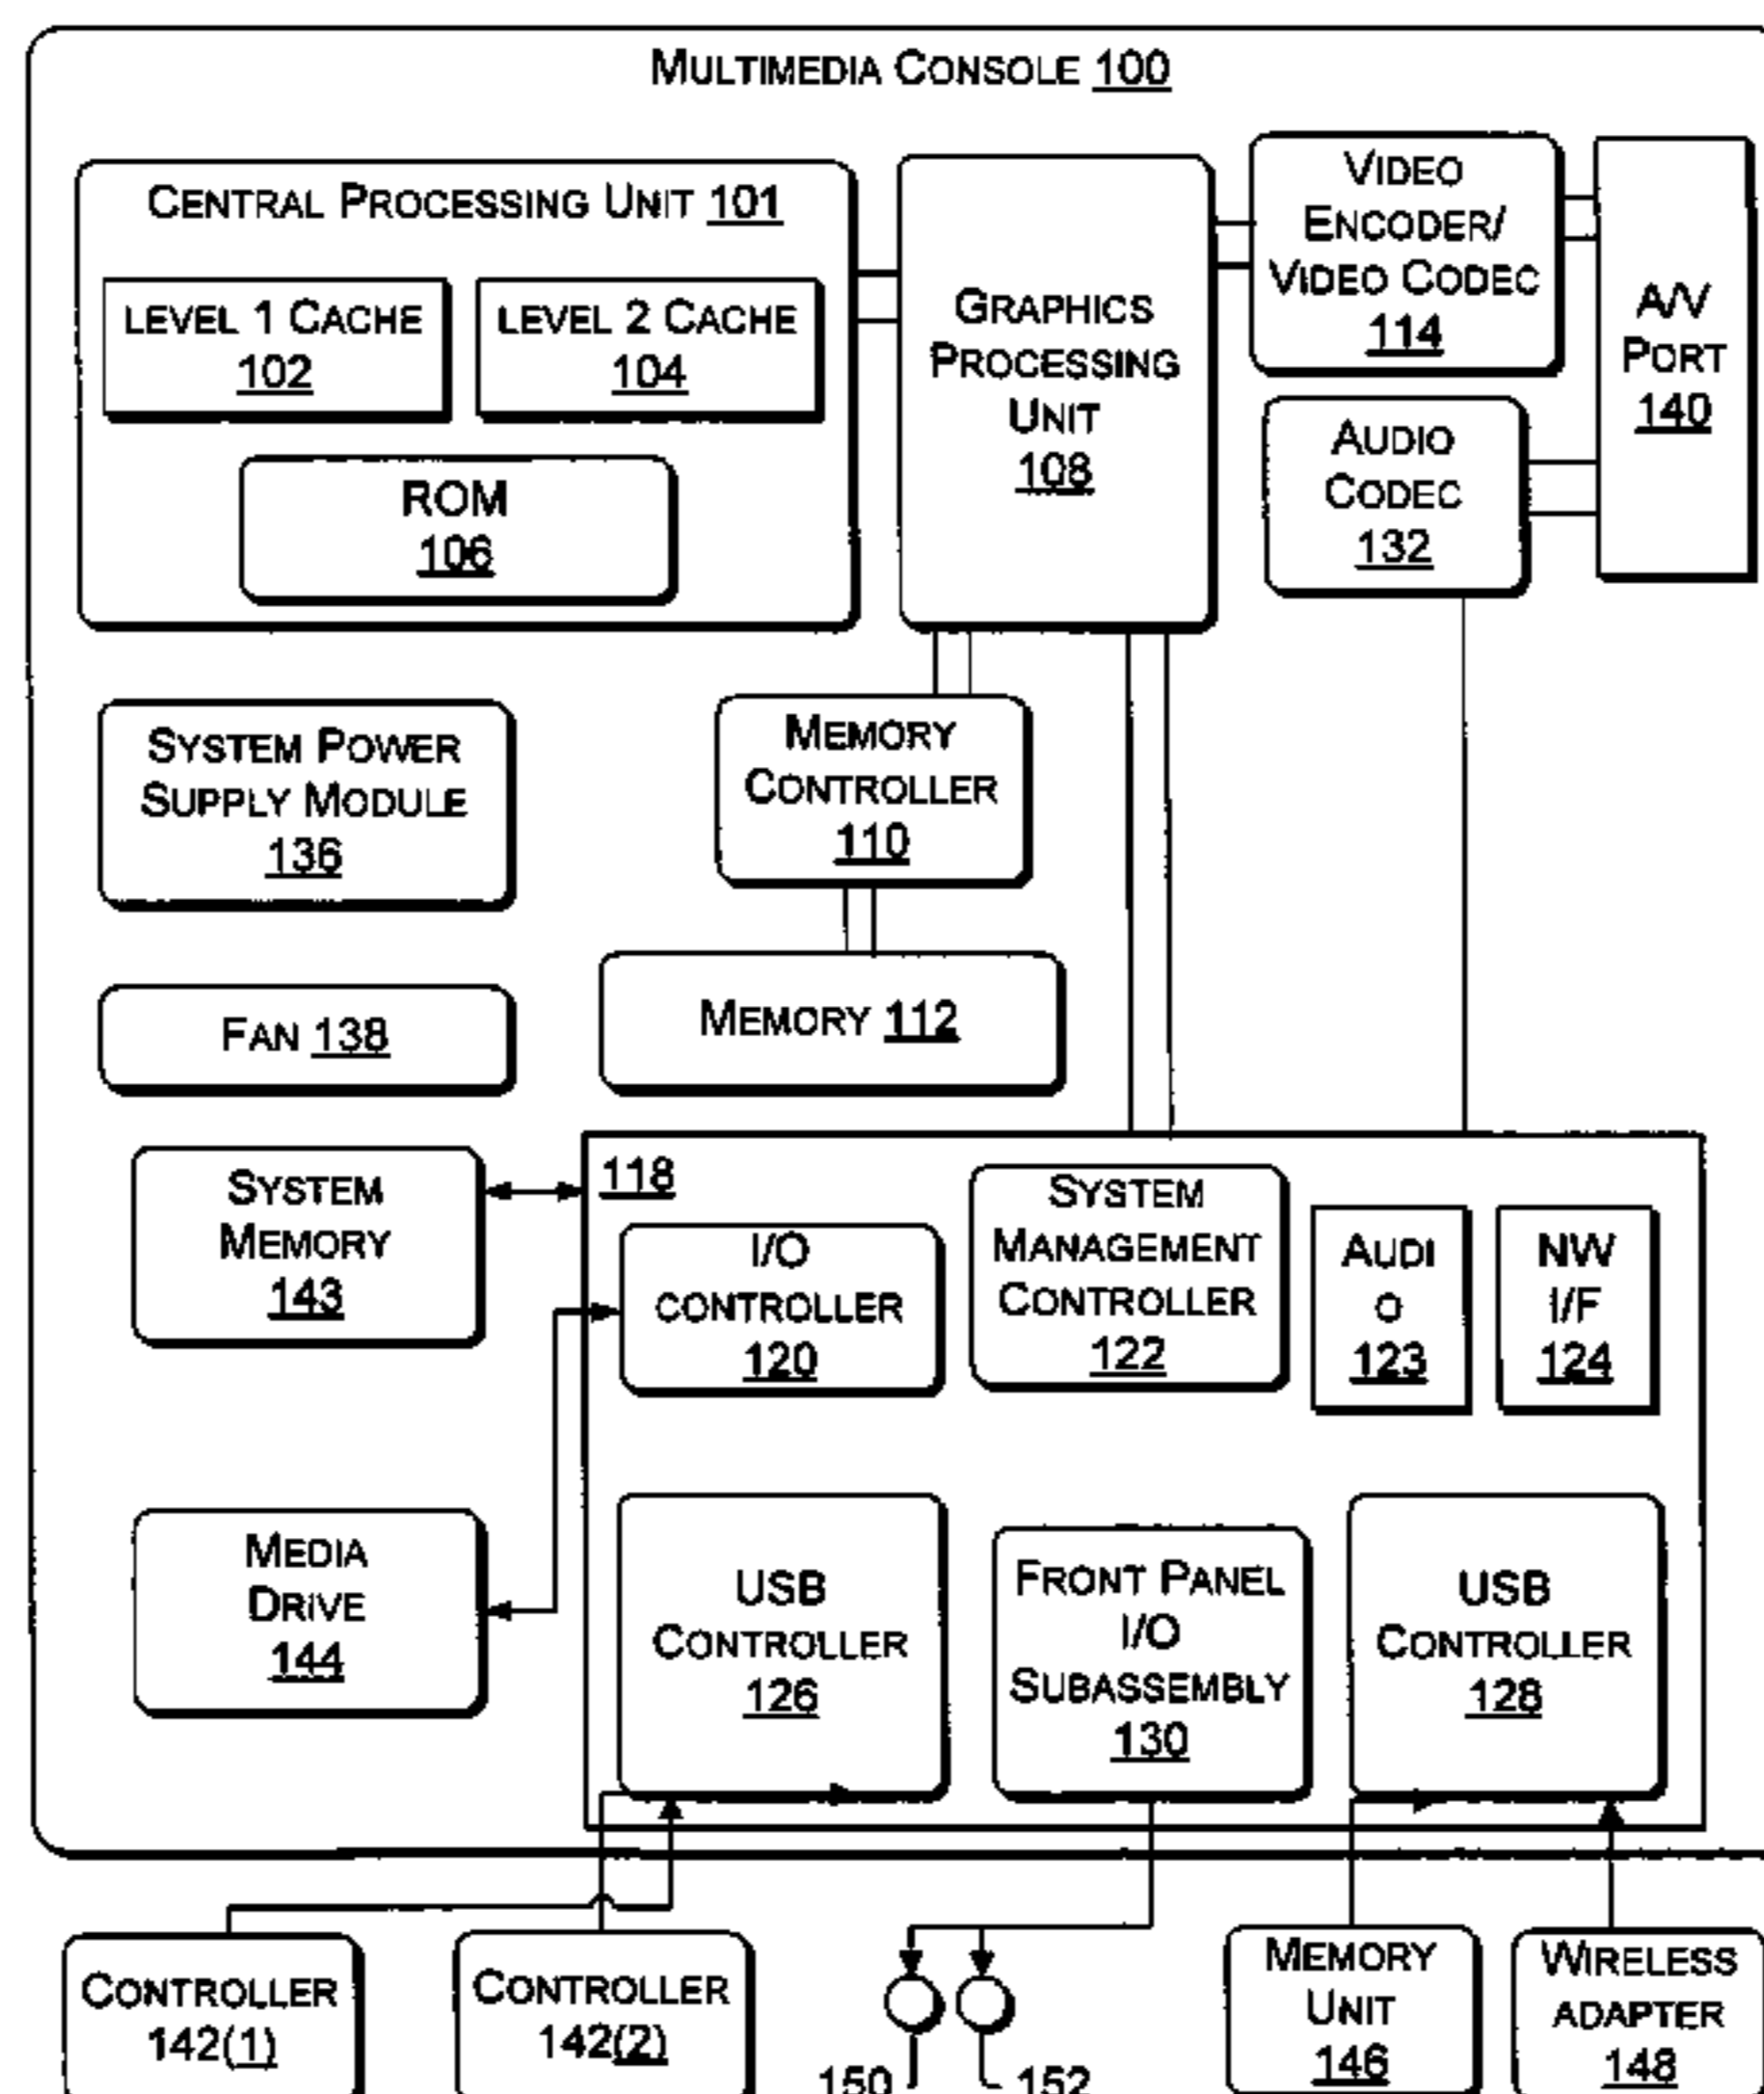 MULTIMEDIA CONSOLE 100
CENTRAL PROCESSING UNIT 101
LEVEL 1 CACHE
102
LEVEL 2 CACHE
104
ROM
106
GRAPHICS
PROCESSING
UNIT
108
VIDEO
ENCODER/
VIDEO CODEC
114
AUDIO
CODEC
132
A/V
PORT
140
SYSTEM POWER
SUPPLY MODULE
136
MEMORY
CONTROLLER
110
FAN 138
MEMORY 112
SYSTEM
MEMORY
143
118
I/O
CONTROLLER
120
SYSTEM
MANAGEMENT
CONTROLLER
122
AUDI
O
123
NW
I/F
124
MEDIA
DRIVE
144
USB
CONTROLLER
126
FRONT PANEL
I/O
SUBASSEMBLY
130
USB
CONTROLLER
128
CONTROLLER
142(1)
CONTROLLER
142(2)
150
152
MEMORY
UNIT
146
WIRELESS
ADAPTER
148